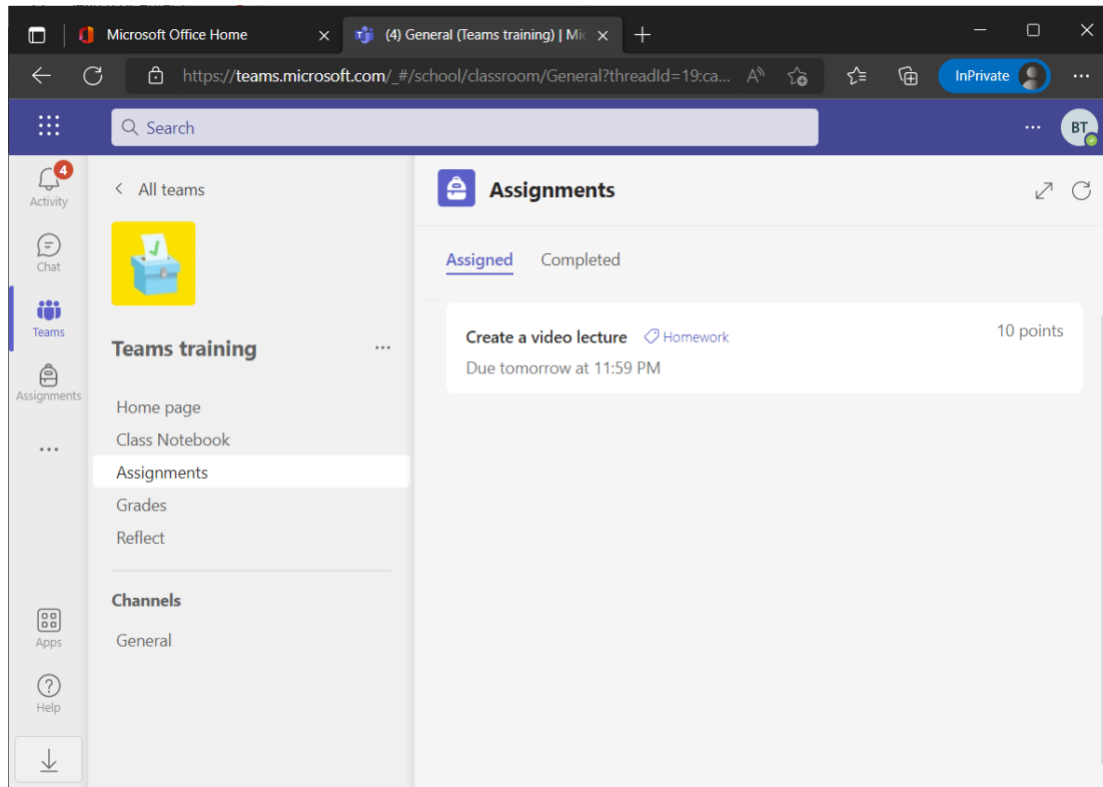 Microsoft Office Home
(4) General (Teams training) | Mic
https://teams.microsoft.com/_#/school/classroom/General?threadId=19:ca...
InPrivate
Search
BT
4
Activity
Chat
Teams
Assignments
Apps
Help
All teams
Teams training
Home page
Class Notebook
Assignments
Grades
Reflect
Channels
General
Assignments
Assigned Completed
Create a video lecture Homework 10 points
Due tomorrow at 11:59 PM